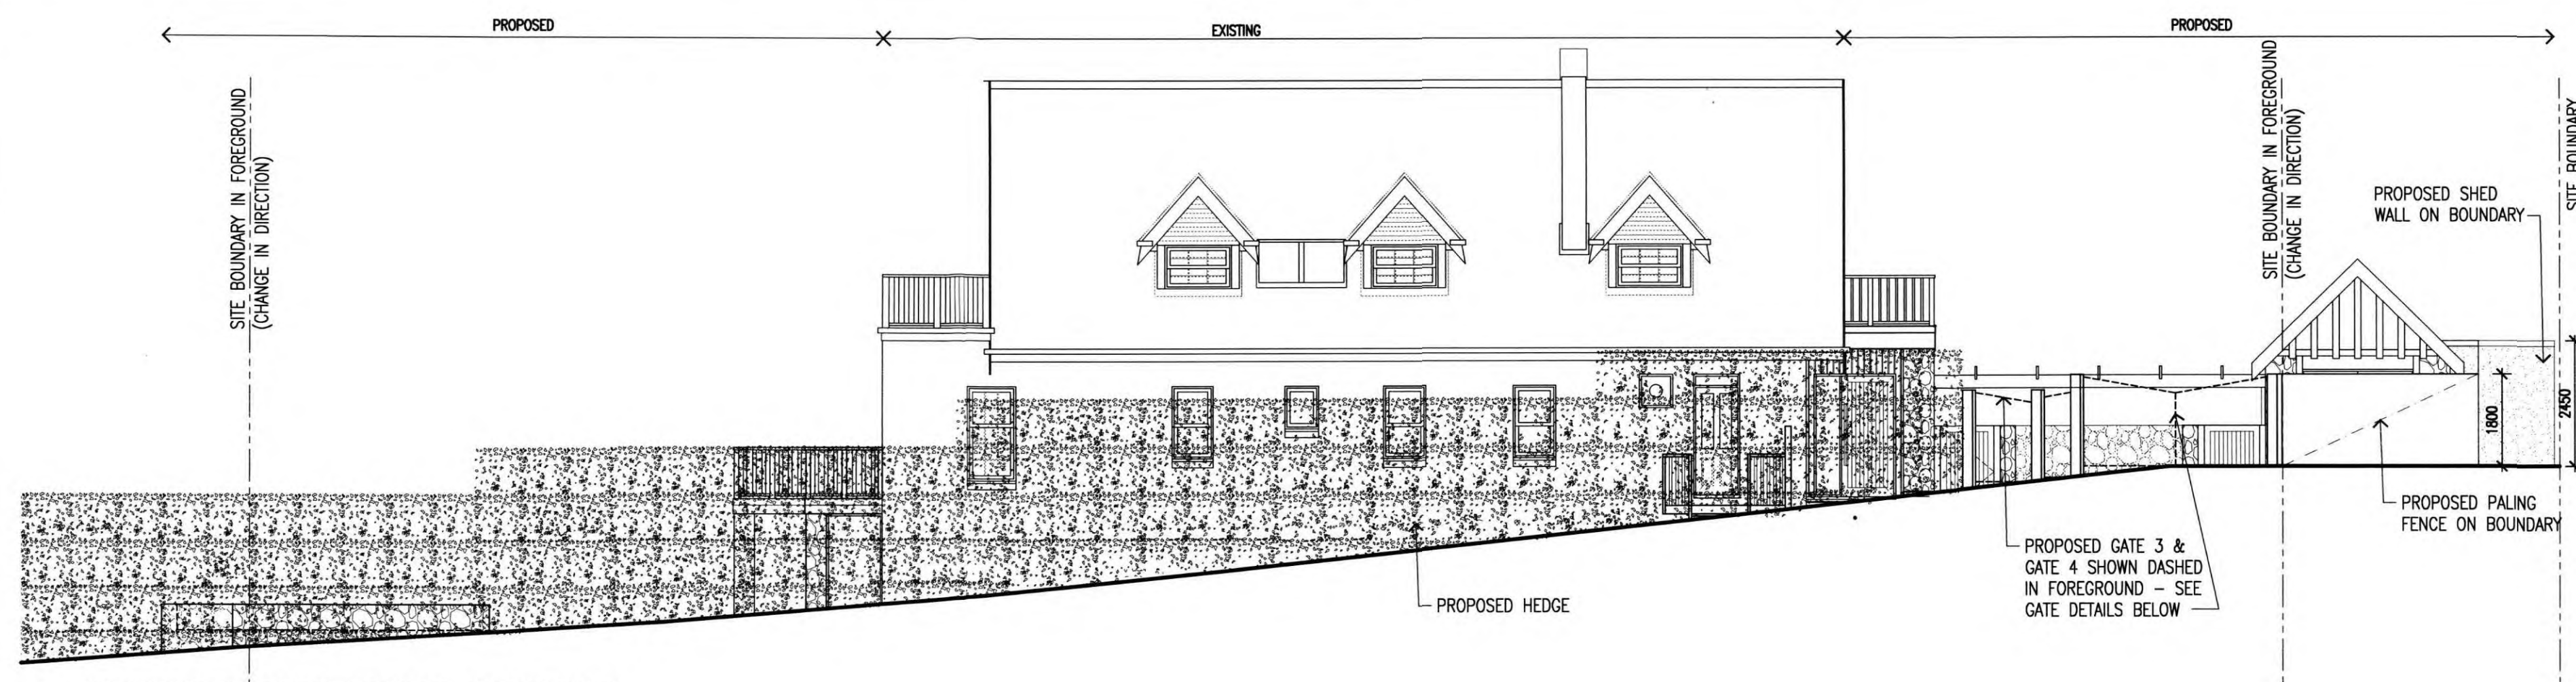 PROPOSED
EXISTING
PROPOSED
SITE BOUNDARY IN FOREGROUND
(CHANGE IN DIRECTION)
SITE BOUNDARY IN FOREGROUND
(CHANGE IN DIRECTION)
SITE BOUNDARY
PROPOSED SHED
WALL ON BOUNDARY
1800
2450
PROPOSED PALING
FENCE ON BOUNDARY
PROPOSED GATE 3 &
GATE 4 SHOWN DASHED
IN FOREGROUND – SEE
GATE DETAILS BELOW
PROPOSED HEDGE